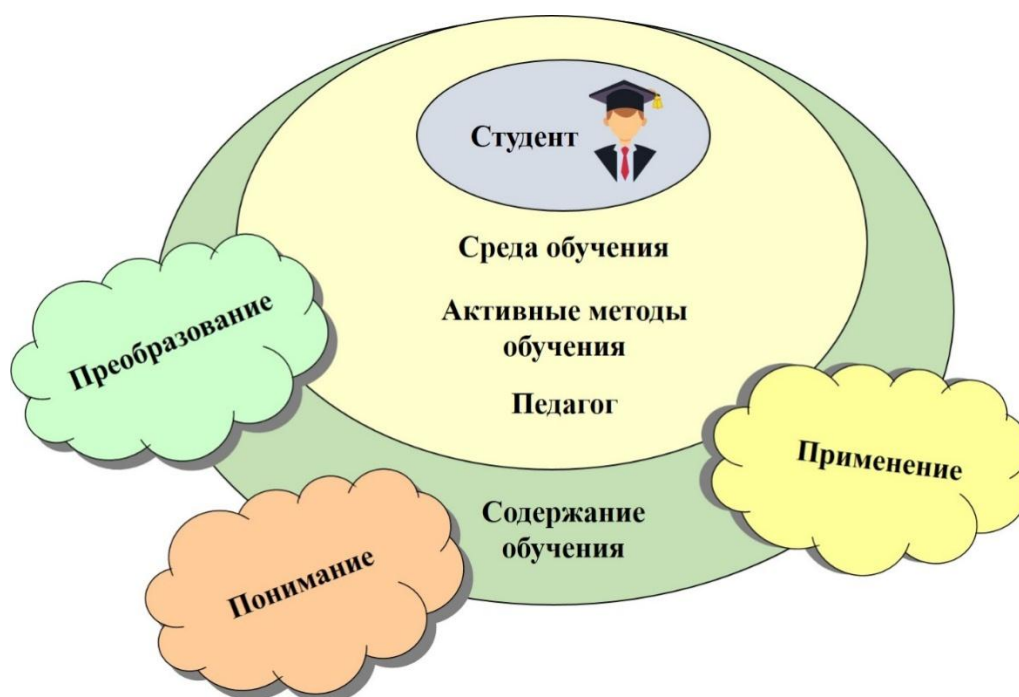 Студент
Среда обучения
Активные методы
обучения
Педагог
Преобразование
Применение
Содержание
обучения
Понимание